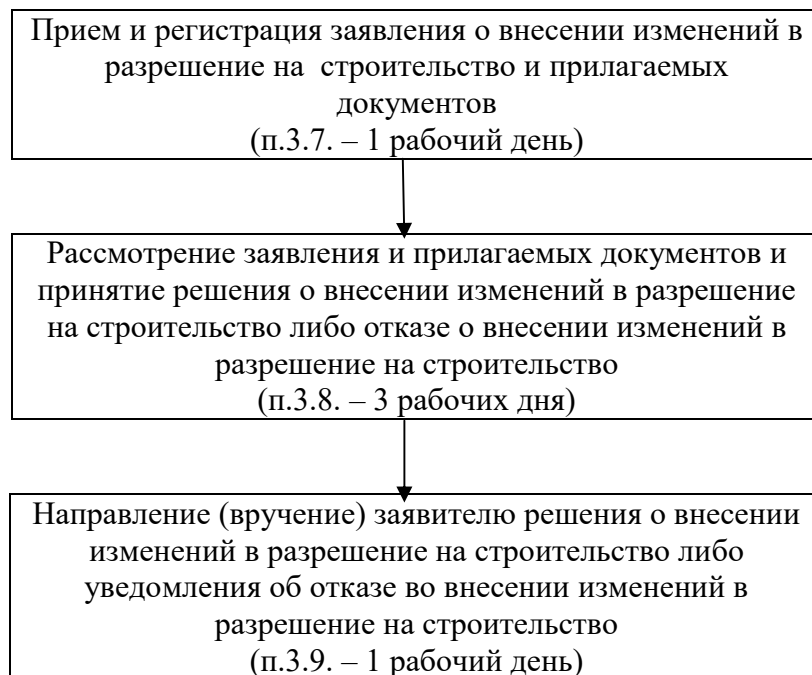 Прием и регистрация заявления о внесении изменений в
разрешение на строительство и прилагаемых
документов
(п.3.7. – 1 рабочий день)
Рассмотрение заявления и прилагаемых документов и
принятие решения о внесении изменений в разрешение
на строительство либо отказе о внесении изменений в
разрешение на строительство
(п.3.8. – 3 рабочих дня)
Направление (вручение) заявителю решения о внесении
изменений в разрешение на строительство либо
уведомления об отказе во внесении изменений в
разрешение на строительство
(п.3.9. – 1 рабочий день)